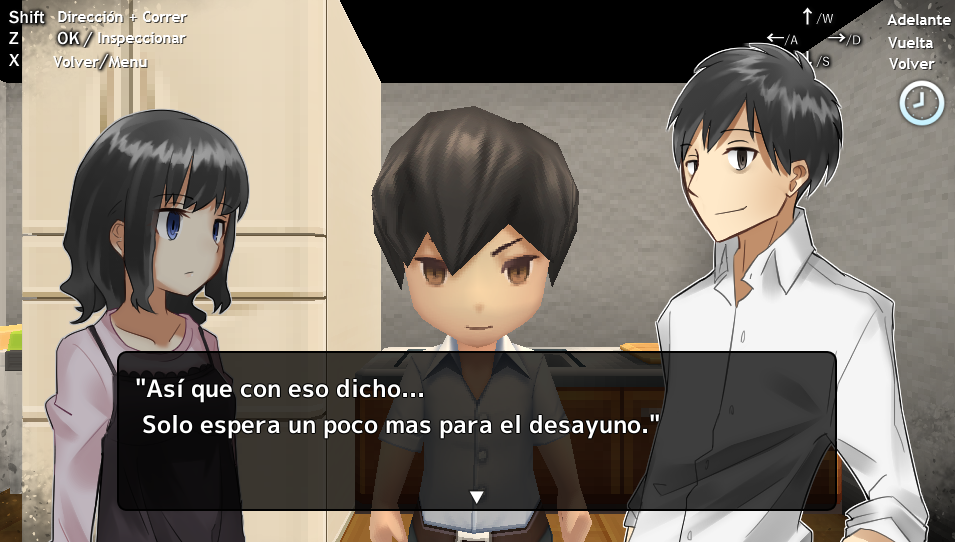 Shift Dirección + Correr
Z OK / Inspeccionar
X Volver/Menu
↑/W
←/A →/D
↓/S
Adelante
Vuelta
Volver
"Así que con eso dicho...
Solo espera un poco mas para el desayuno."